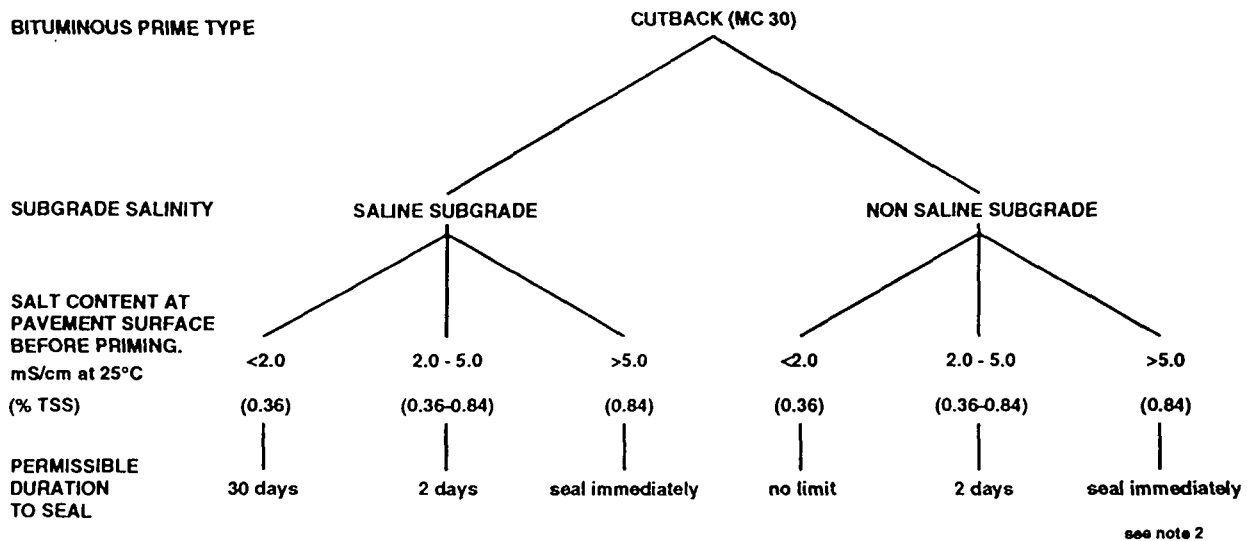 BITUMINOUS PRIME TYPE
CUTBACK (MC 30)
SUBGRADE SALINITY
SALINE SUBGRADE
NON SALINE SUBGRADE
SALT CONTENT AT
PAVEMENT SURFACE
BEFORE PRIMING.
mS/cm at 25°C
<2.0
2.0 - 5.0
>5.0
<2.0
2.0 - 5.0
>5.0
(% TSS)
(0.36)
(0.36-0.84)
(0.84)
(0.36)
(0.36-0.84)
(0.84)
PERMISSIBLE
DURATION
TO SEAL
30 days
2 days
seal immediately
no limit
2 days
seal immediately
see note 2